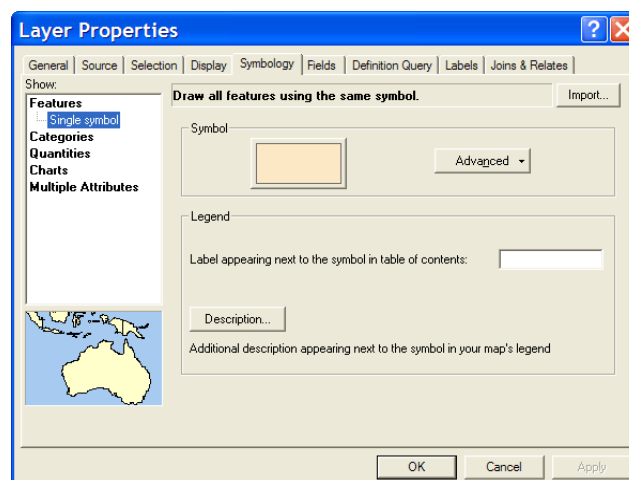 Layer Properties
General Source Selection Display Symbology Fields Definition Query Labels Joins & Relates
Show:
Features
Single symbol
Categories
Quantities
Charts
Multiple Attributes
Draw all features using the same symbol.
Import...
Symbol
Advanced
Legend
Label appearing next to the symbol in table of contents:
Description...
Additional description appearing next to the symbol in your map's legend
OK Cancel Apply